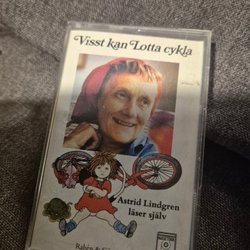 Visst kan Lotta cykla
Astrid Lindgren
läser själv